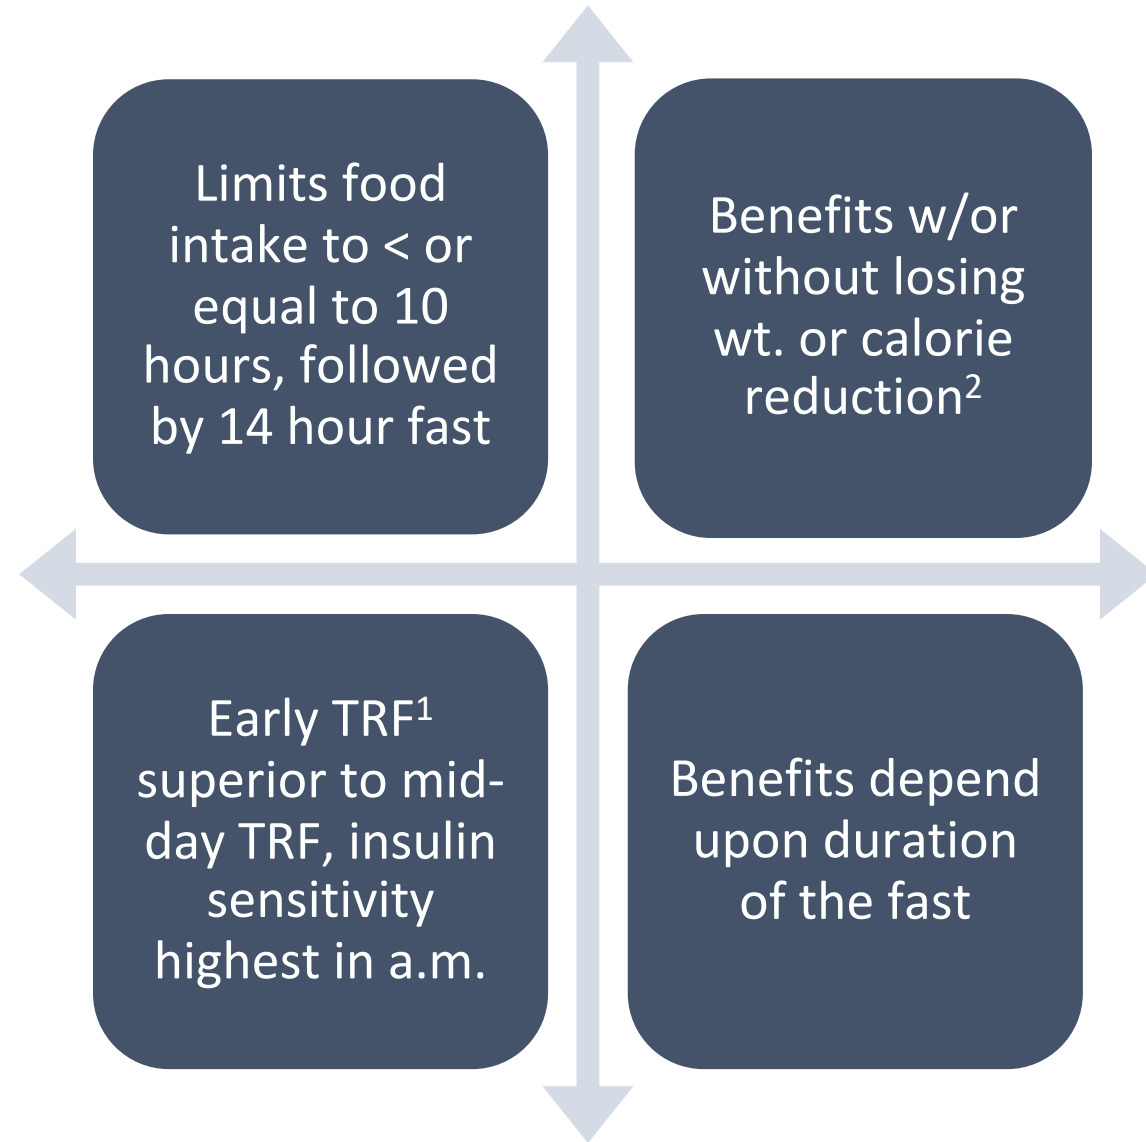 Limits food
intake to < or
equal to 10
hours, followed
by 14 hour fast
Benefits w/or
without losing
wt. or calorie
reduction²
Early TRF¹
superior to mid-
day TRF, insulin
sensitivity
highest in a.m.
Benefits depend
upon duration
of the fast